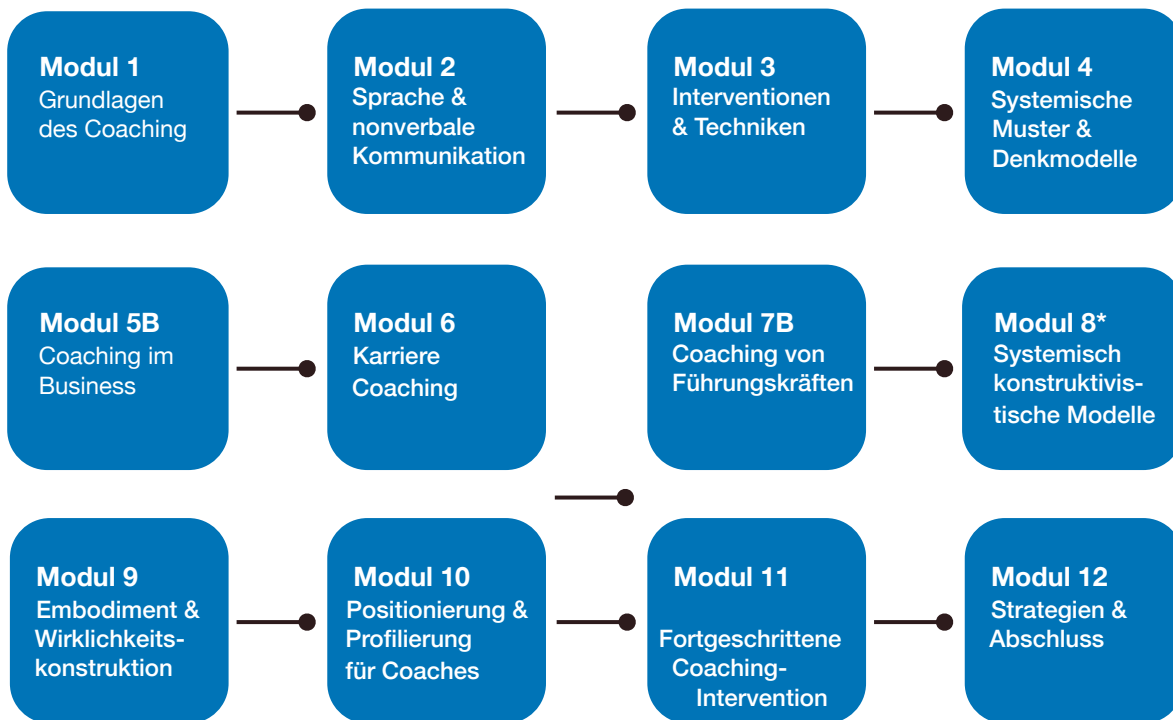 Modul 1
Grundlagen
des Coaching
Modul 2
Sprache &
nonverbale
Kommunikation
Modul 3
Interventionen
& Techniken
Modul 4
Systemische
Muster &
Denkmodelle
Modul 5B
Coaching im
Business
Modul 6
Karriere
Coaching
Modul 7B
Coaching von
Führungskräften
Modul 8*
Systemisch
konstruktivis-
tische Modelle
Modul 9
Embodiment &
Wirklichkeits-
konstruktion
Modul 10
Positionierung &
Profilierung
für Coaches
Modul 11
Fortgeschrittene
Coaching-
Intervention
Modul 12
Strategien &
Abschluss